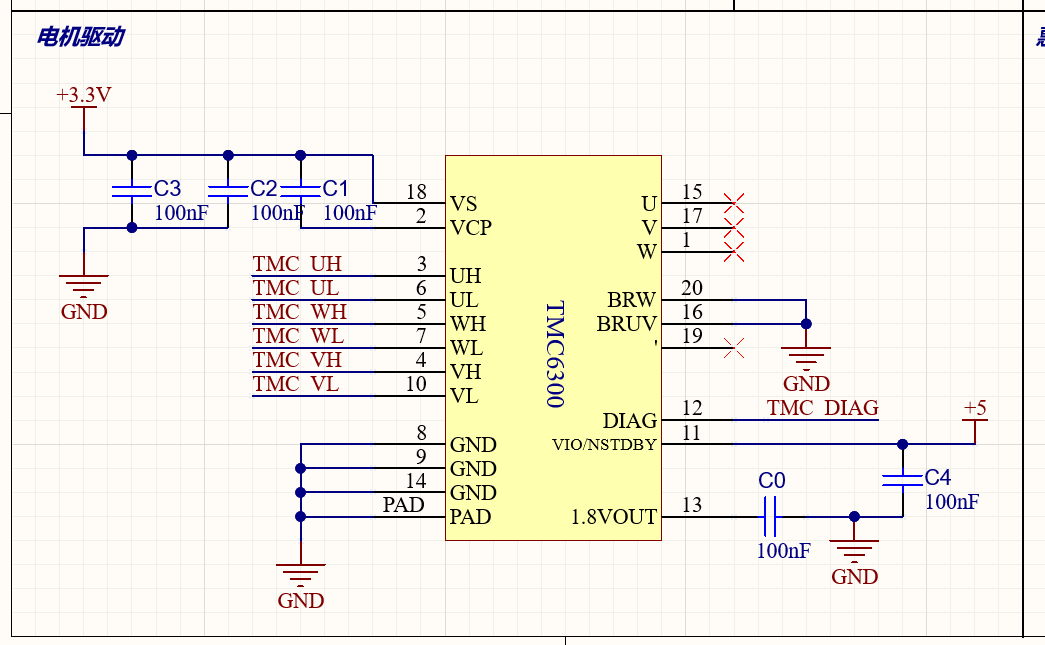 电机驱动
+3.3V
C3
100nF
C2
100nF
C1
100nF
GND
TMC_UH
TMC_UL
TMC_WH
TMC_WL
TMC_VH
TMC_VL
18
2
3
6
5
7
4
10
8
9
14
PAD
VS
VCP
UH
UL
WH
WL
VH
VL
GND
GND
GND
PAD
GND
TMC6300
U
V
W
BRW
BRUV
'
DIAG
VIO/NSTDBY
1.8VOUT
15
17
1
20
16
19
12
11
13
GND
TMC_DIAG
+5
C4
100nF
C0
100nF
GND